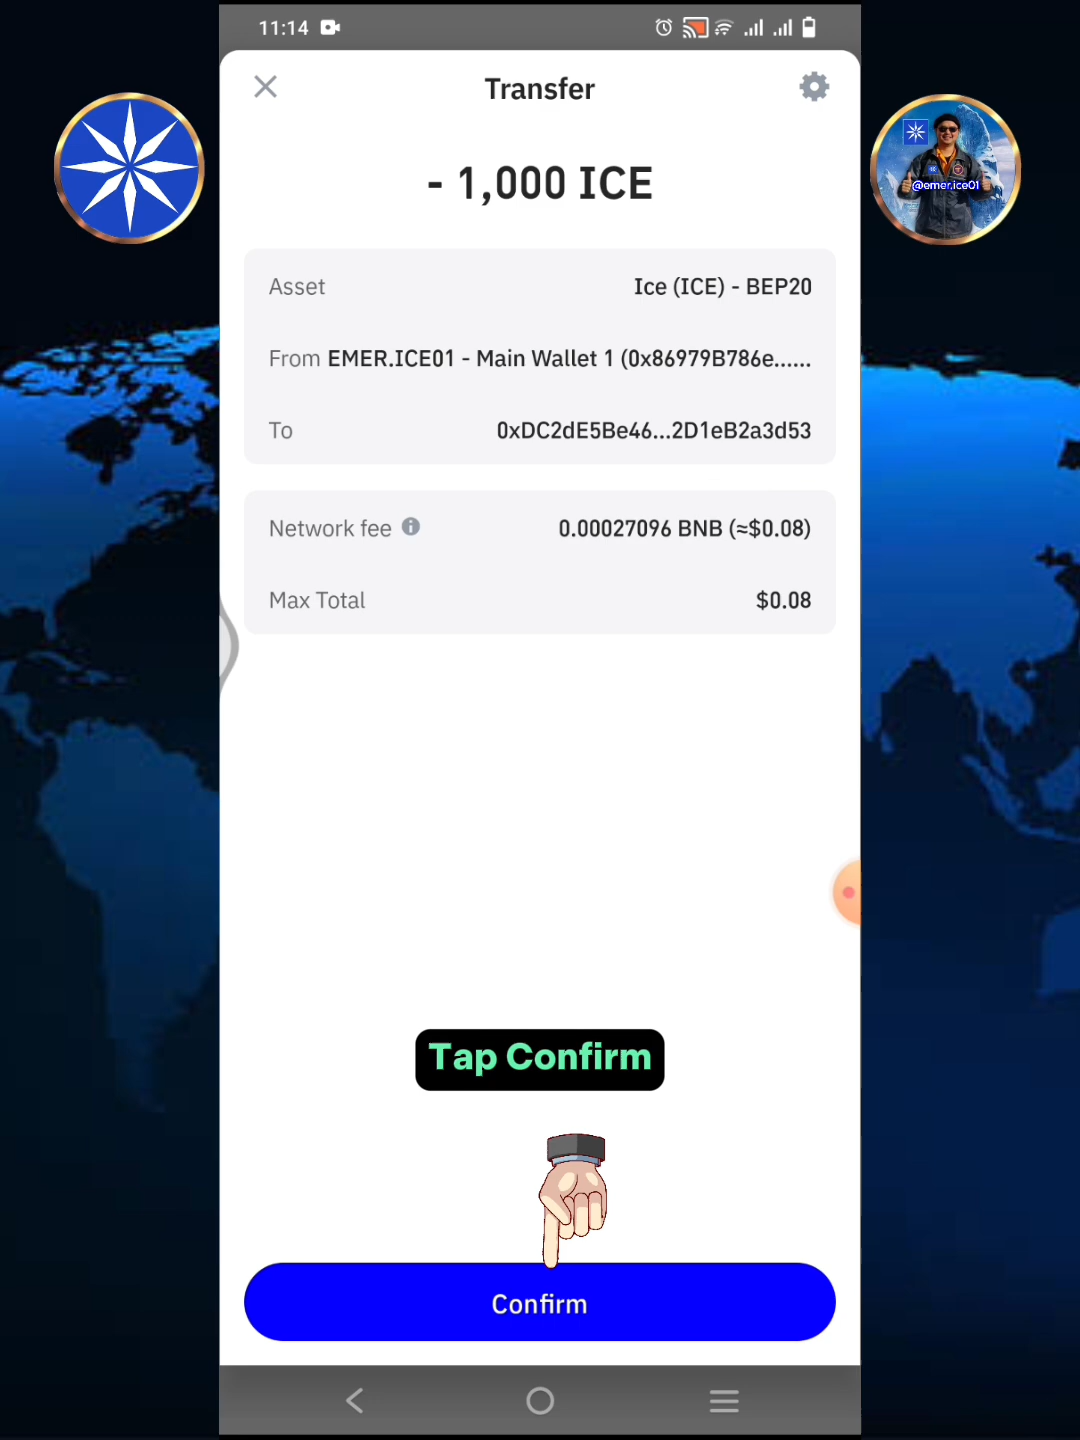 11:14
Transfer
- 1,000 ICE
Asset Ice (ICE) - BEP20
From EMER.ICE01 - Main Wallet 1 (0x86979B786e......
To 0xDC2dE5Be46...2D1eB2a3d53
Network fee 0.00027096 BNB (≈$0.08)
Max Total $0.08
@emer.ice01
Tap Confirm
Confirm